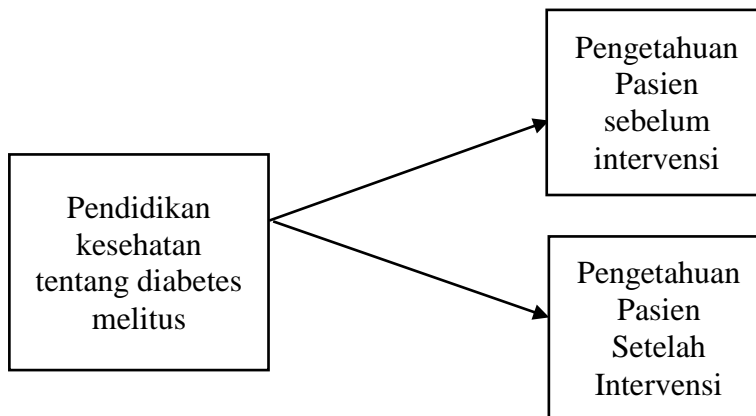 Pendidikan
kesehatan
tentang diabetes
melitus
Pengetahuan
Pasien
sebelum
intervensi
Pengetahuan
Pasien
Setelah
Intervensi